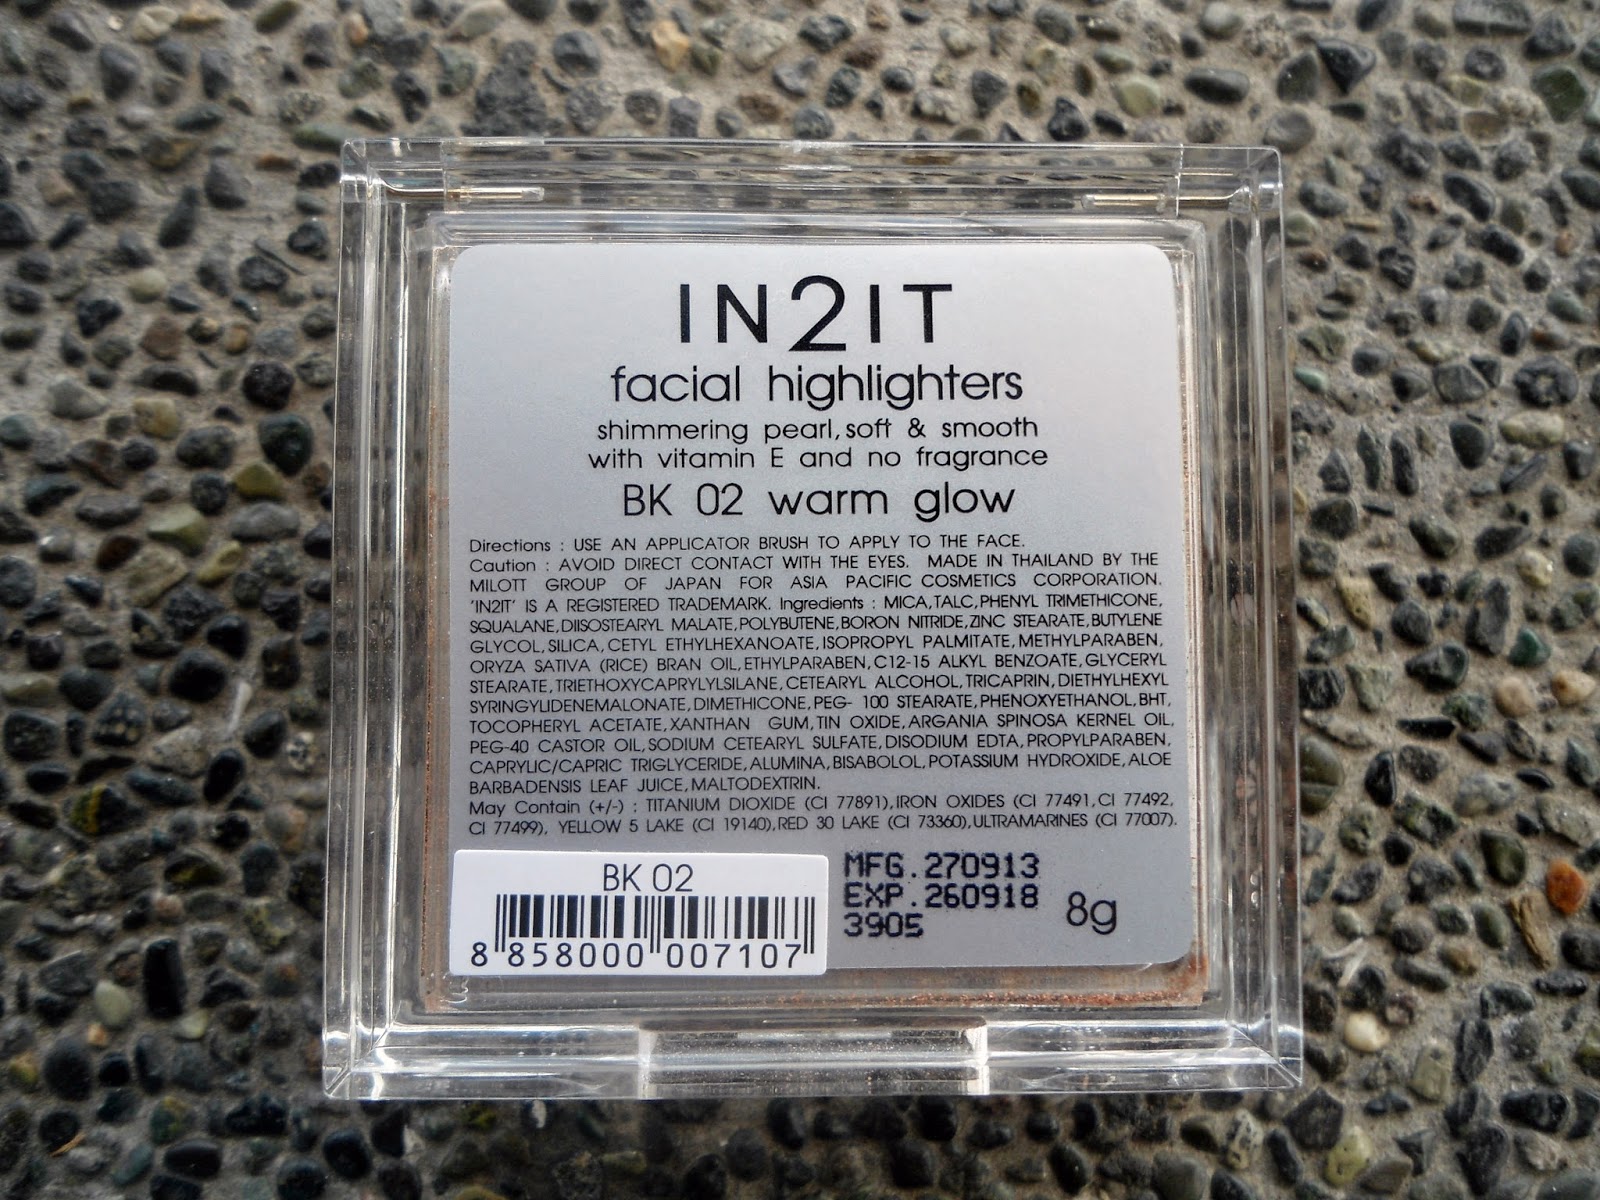 IN2IT
facial highlighters
shimmering pearl, soft & smooth
with vitamin E and no fragrance
BK 02 warm glow
Directions : USE AN APPLICATOR BRUSH TO APPLY TO THE FACE.
Caution : AVOID DIRECT CONTACT WITH THE EYES. MADE IN THAILAND BY THE
MILOTT GROUP OF JAPAN FOR ASIA PACIFIC COSMETICS CORPORATION.
'IN2IT' IS A REGISTERED TRADEMARK. Ingredients : MICA, TALC, PHENYL TRIMETHICONE,
SQUALANE, DIISOSTEARYL MALATE, POLYBUTENE, BORON NITRIDE, ZINC STEARATE, BUTYLENE
GLYCOL, SILICA, CETYL ETHYLHEXANOATE, ISOPROPYL PALMITATE, METHYLPARABEN,
ORYZA SATIVA (RICE) BRAN OIL, ETHYLPARABEN, C12-15 ALKYL BENZOATE, GLYCERYL
STEARATE, TRIETHOXYCAPRYLYLSILANE, CETEARYL ALCOHOL, TRICAPRIN, DIETHYLHEXYL
SYRINGYLIDENEMALONATE, DIMETHICONE, PEG- 100 STEARATE, PHENOXYETHANOL, BHT,
TOCOPHERYL ACETATE, XANTHAN GUM, TIN OXIDE, ARGANIA SPINOSA KERNEL OIL,
PEG-40 CASTOR OIL, SODIUM CETEARYL SULFATE, DISODIUM EDTA, PROPYLPARABEN,
CAPRYLIC/CAPRIC TRIGLYCERIDE, ALUMINA, BISABOLOL, POTASSIUM HYDROXIDE, ALOE
BARBADENSIS LEAF JUICE, MALTODEXTRIN.
May Contain (+/-) : TITANIUM DIOXIDE (CI 77891), IRON OXIDES (CI 77491, CI 77492,
CI 77499), YELLOW 5 LAKE (CI 19140), RED 30 LAKE (CI 73360), ULTRAMARINES (CI 77007).
BK 02
8 858000 007107
MFG.270913
EXP.260918
3905
8g